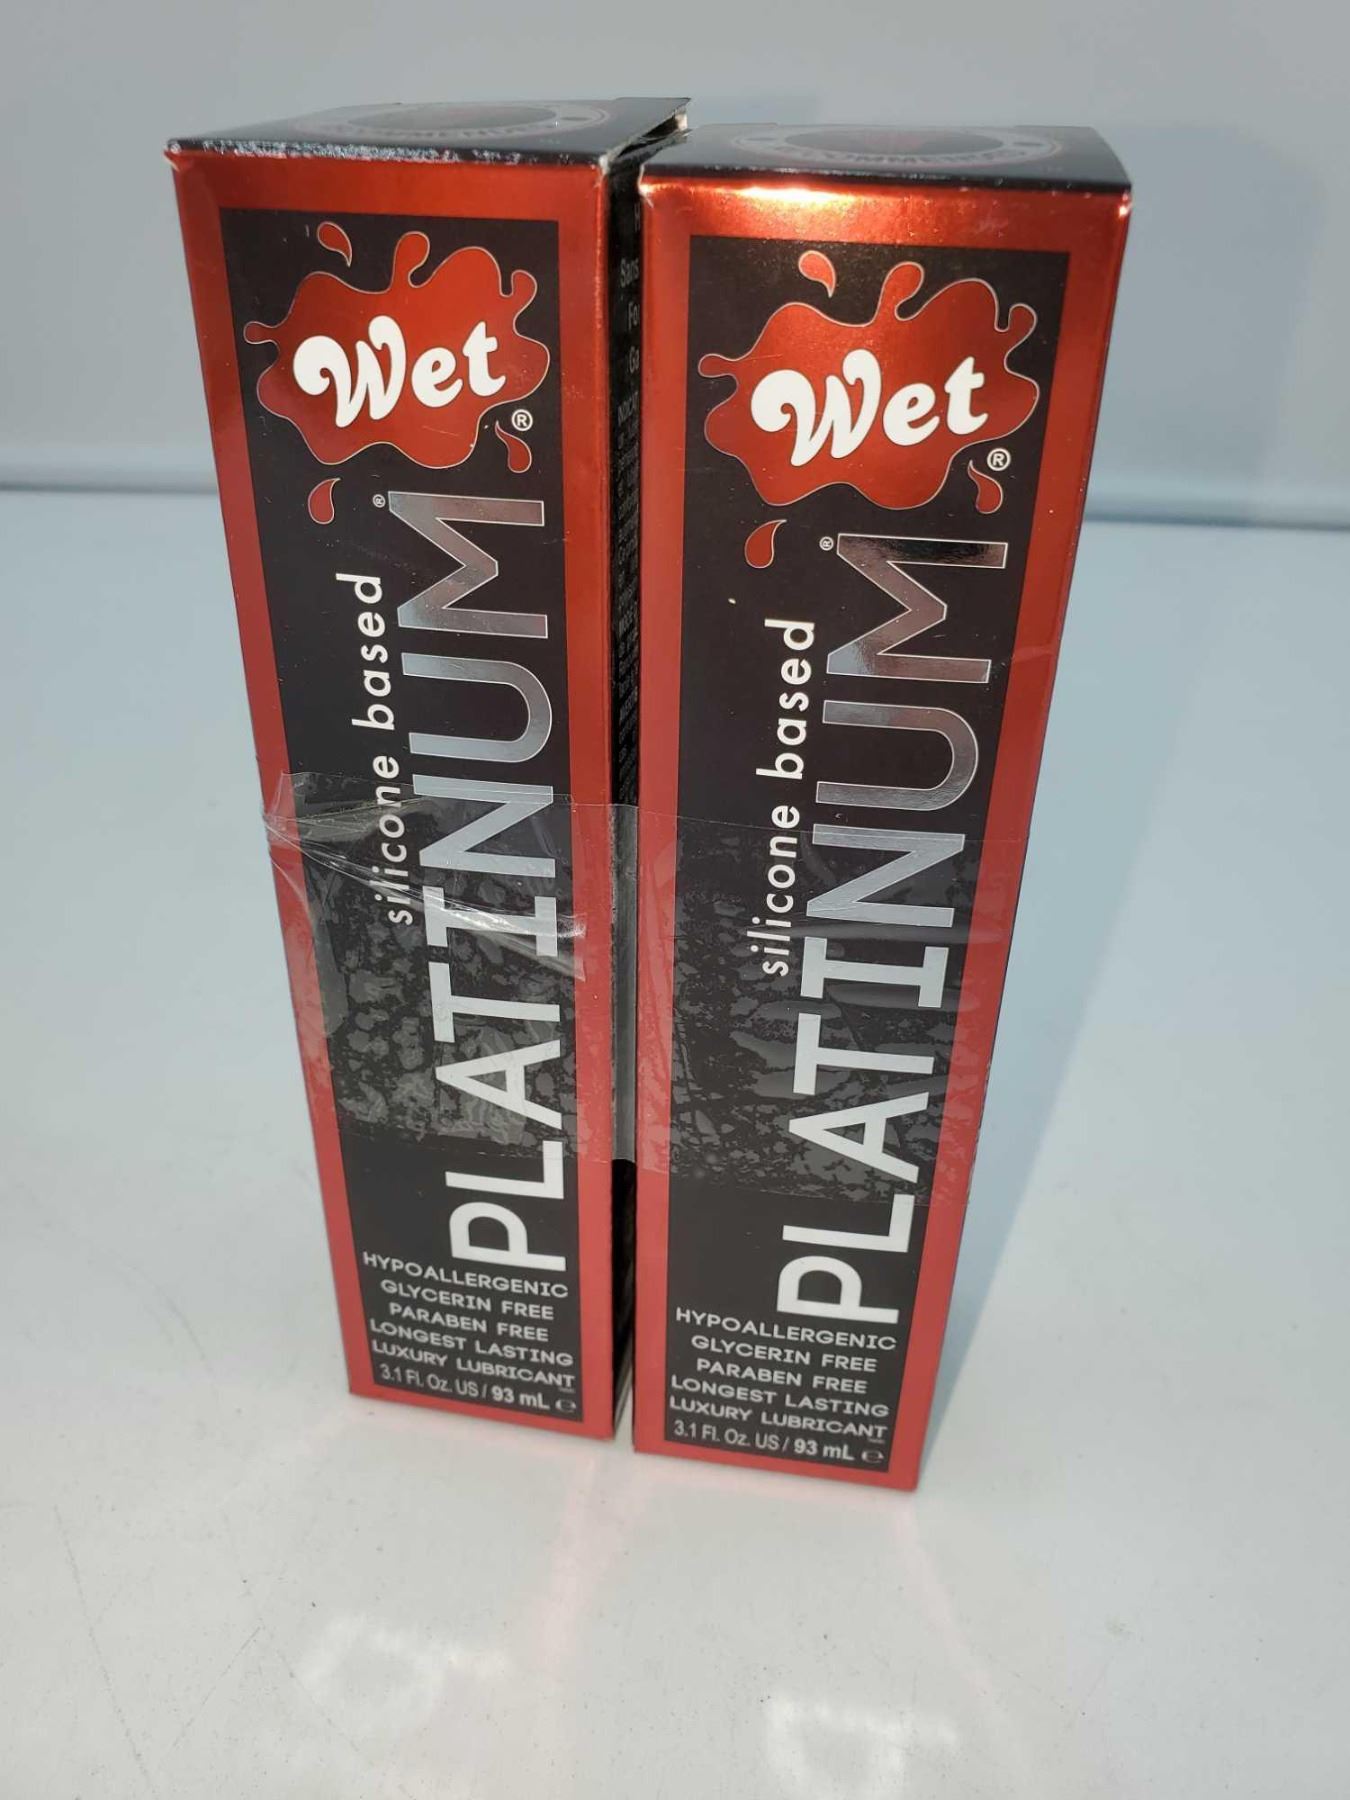 Wet®
PLATINUM®
silicone based
HYPOALLERGENIC
GLYCERIN FREE
PARABEN FREE
LONGEST LASTING
LUXURY LUBRICANT
3.1 Fl. Oz. US / 93 mL ℮
Wet®
PLATINUM®
silicone based
HYPOALLERGENIC
GLYCERIN FREE
PARABEN FREE
LONGEST LASTING
LUXURY LUBRICANT
3.1 Fl. Oz. US / 93 mL ℮